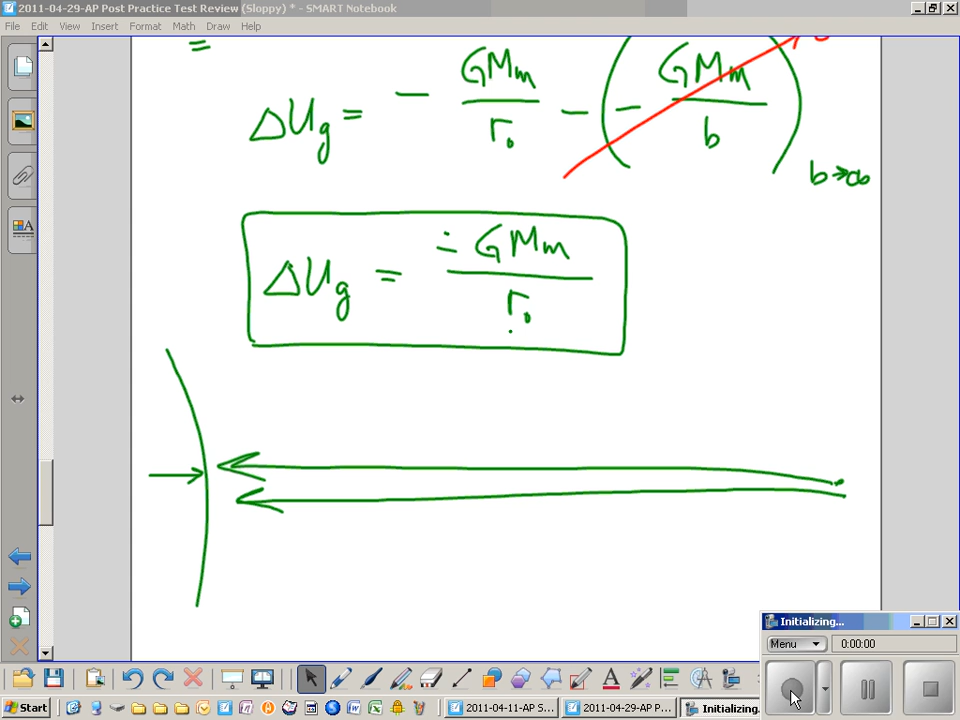 2011-04-29-AP Post Practice Test Review (Sloppy) * - SMART Notebook
File Edit View Insert Format Math Draw Help
=
ΔUg = - GMm/r₀ - (- GMm/b) b→∞
ΔUg = -GMm/r₀
Initializing...
Menu 0:00:00
Start 2011-04-11-AP S... 2011-04-29-AP P... Initializing...